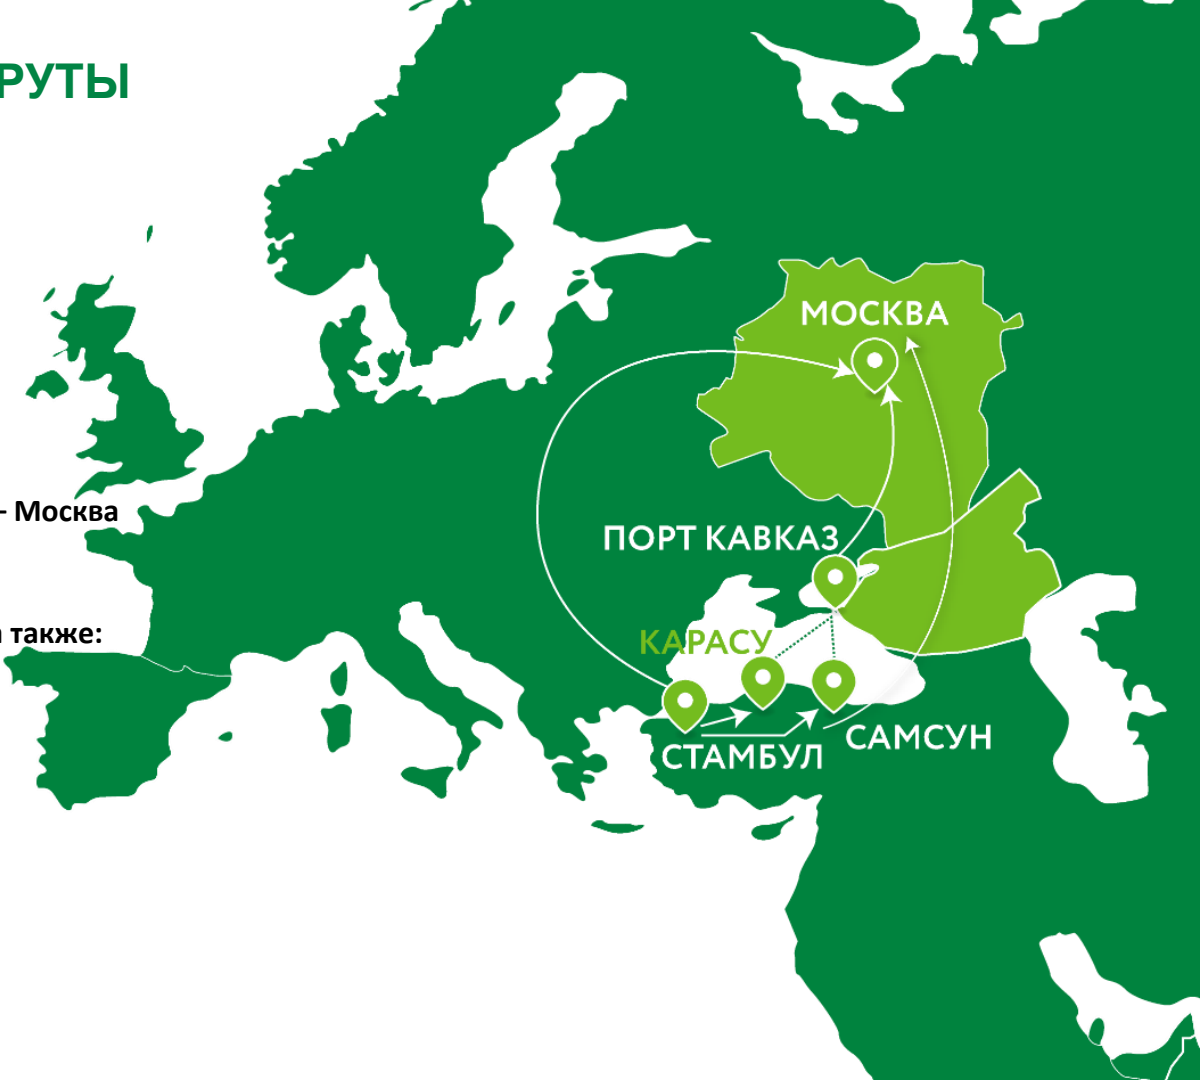 РУТЫ
МОСКВА
– Москва
ПОРТ КАВКАЗ
а также:
КАРАСУ
САМСУН
СТАМБУЛ